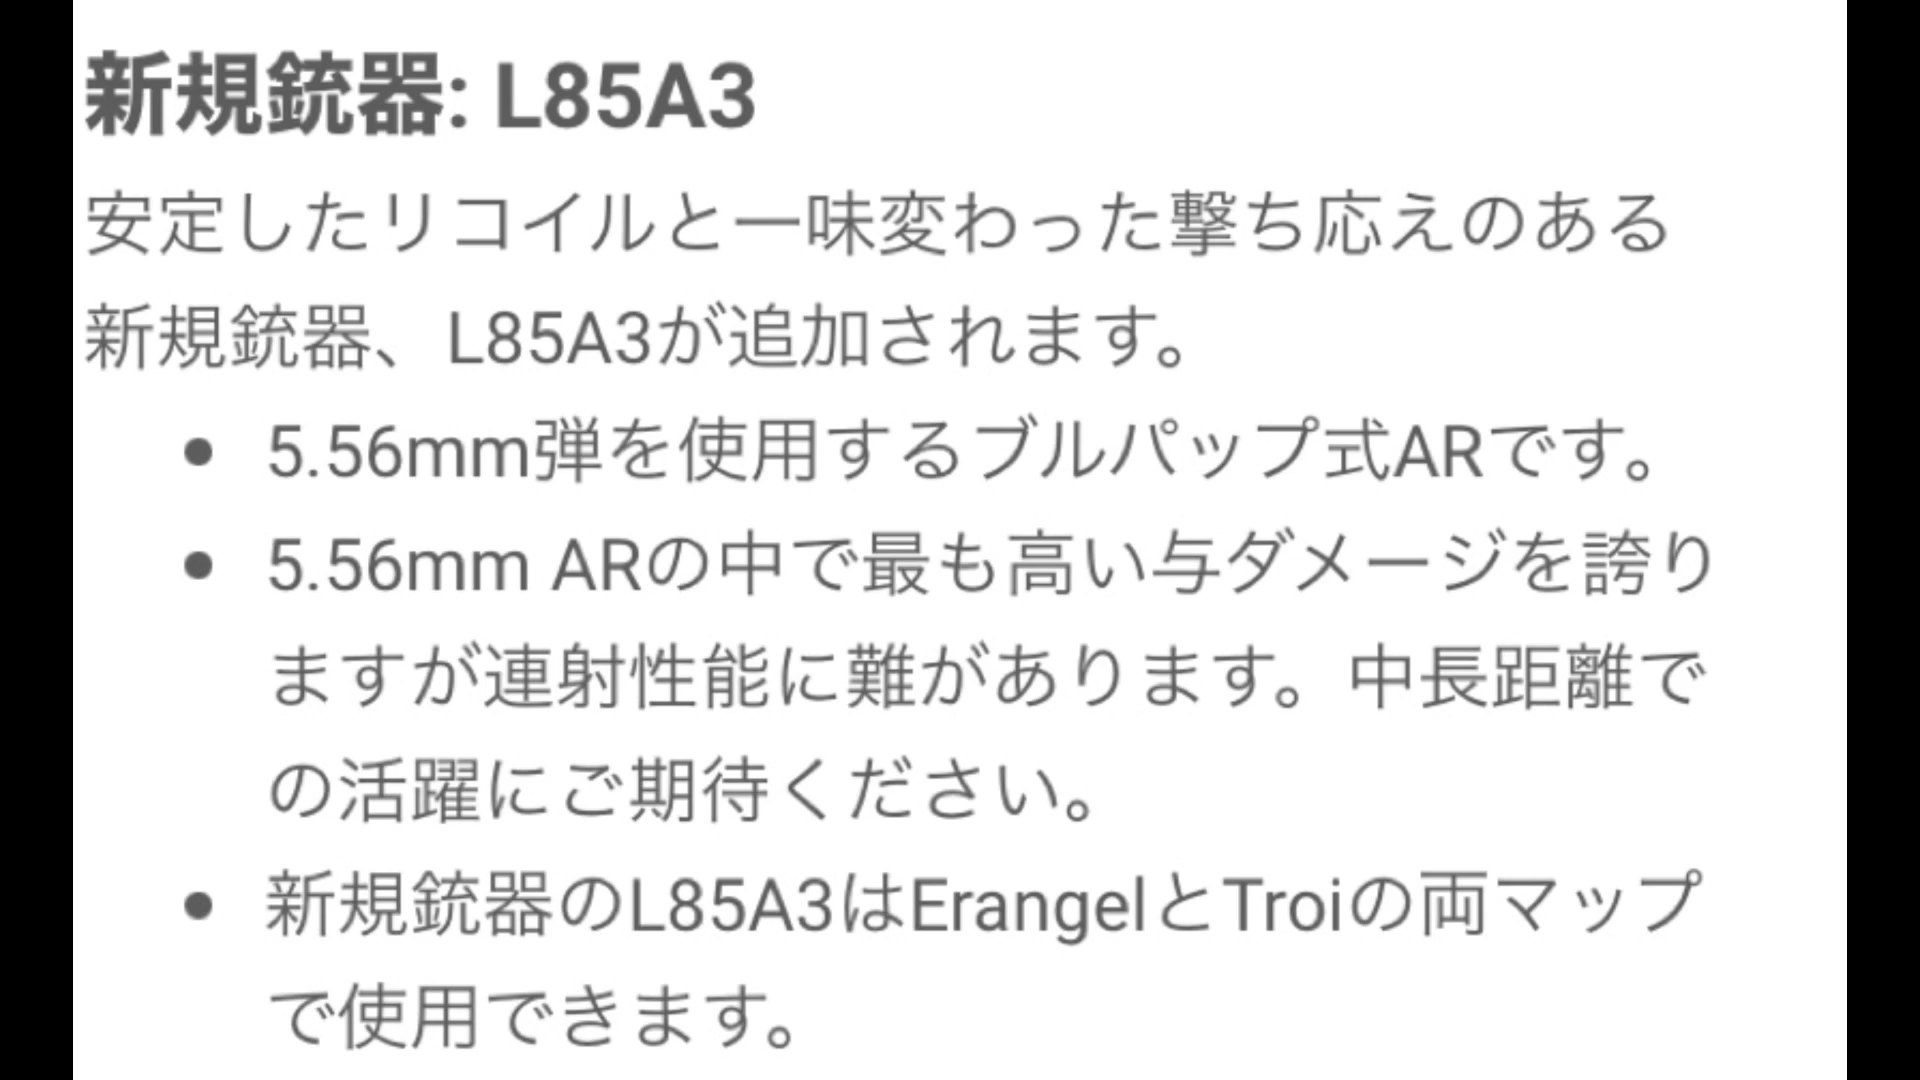 新規銃器: L85A3
安定したリコイルと一味変わった撃ち応えのある
新規銃器、L85A3が追加されます。
• 5.56mm弾を使用するブルパップ式ARです。
• 5.56mm ARの中で最も高い与ダメージを誇り
ますが連射性能に難があります。中長距離で
の活躍にご期待ください。
• 新規銃器のL85A3はErangelとTroiの両マップ
で使用できます。